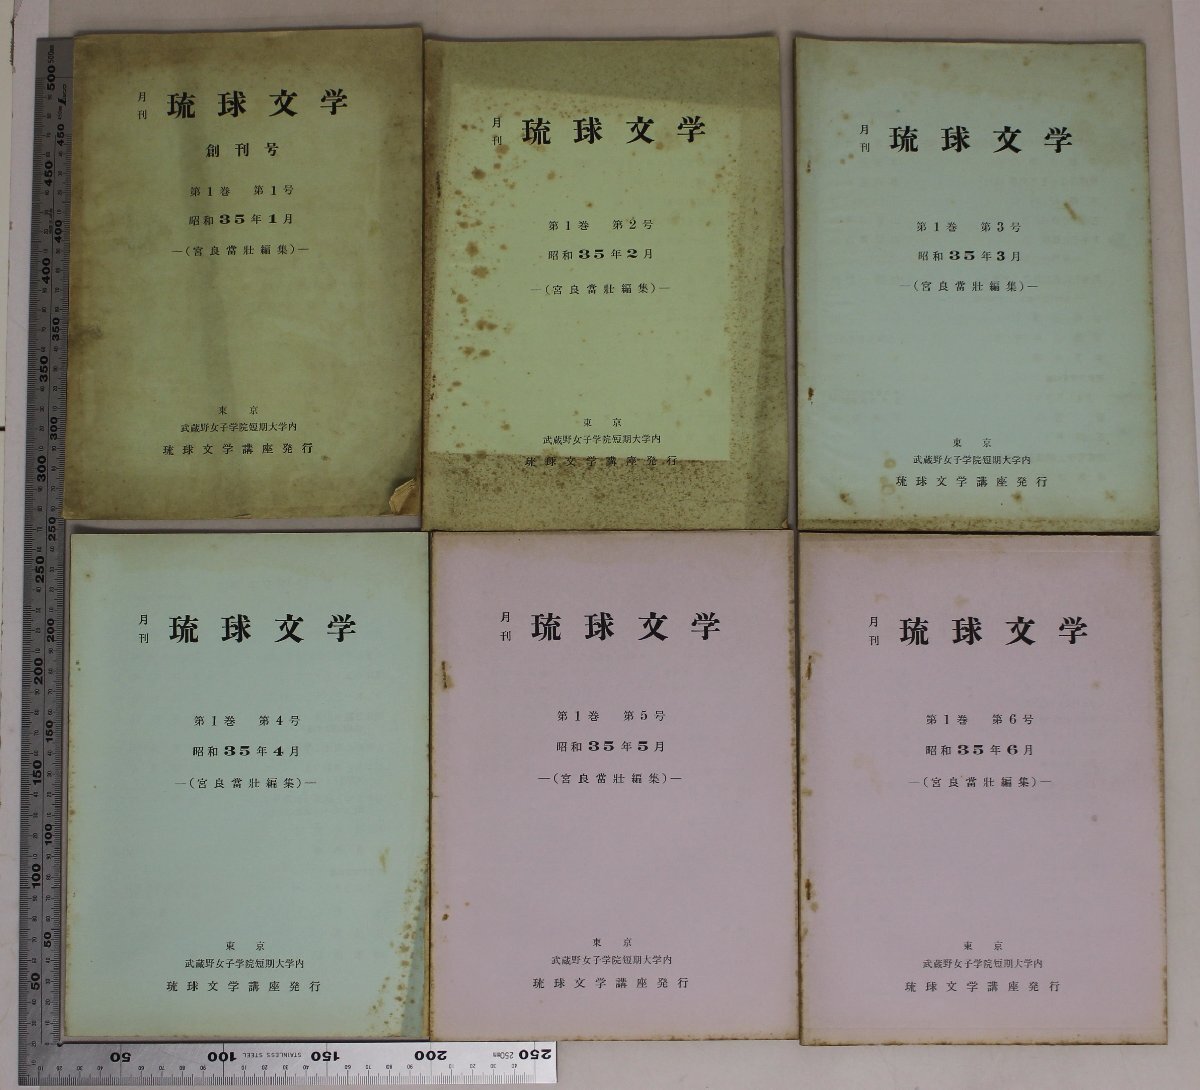 月刊 琉球文学
創刊号
第1巻 第1号
昭和35年1月
―(宮良當壯編集)―
東京
武蔵野女子学院短期大学内
琉球文学講座発行
月刊 琉球文学
第1巻 第2号
昭和35年2月
―(宮良當壯編集)―
東京
武蔵野女子学院短期大学内
琉球文学講座発行
月刊 琉球文学
第1巻 第3号
昭和35年3月
―(宮良當壯編集)―
東京
武蔵野女子学院短期大学内
琉球文学講座発行
月刊 琉球文学
第1巻 第4号
昭和35年4月
―(宮良當壯編集)―
東京
武蔵野女子学院短期大学内
琉球文学講座発行
月刊 琉球文学
第1巻 第5号
昭和35年5月
―(宮良當壯編集)―
東京
武蔵野女子学院短期大学内
琉球文学講座発行
月刊 琉球文学
第1巻 第6号
昭和35年6月
―(宮良當壯編集)―
東京
武蔵野女子学院短期大学内
琉球文学講座発行
50 100 STAINLESS STEEL 150 200 250mm 250